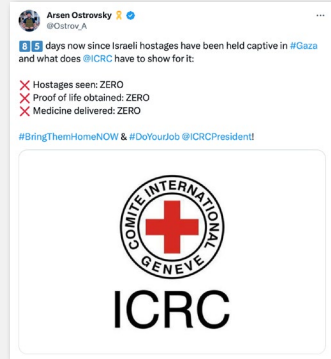 Arsen Ostrovsky
@Ostrov_A
85 days now since Israeli hostages have been held captive in #Gaza
and what does @ICRC have to show for it:
❌ Hostages seen: ZERO
❌ Proof of life obtained: ZERO
❌ Medicine delivered: ZERO
#BringThemHomeNOW & #DoYourJob @ICRCPresident!
COMITE INTERNATIONAL
GENEVE
ICRC